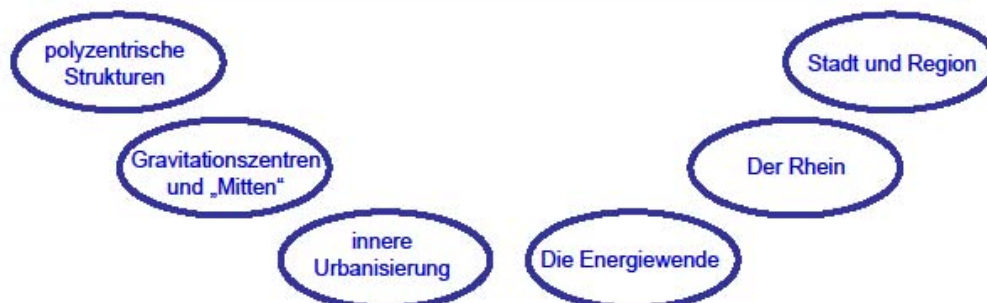 polyzentrische
Strukturen
Stadt und Region
Gravitationszentren
und „Mitten“
Der Rhein
innere
Urbanisierung
Die Energiewende